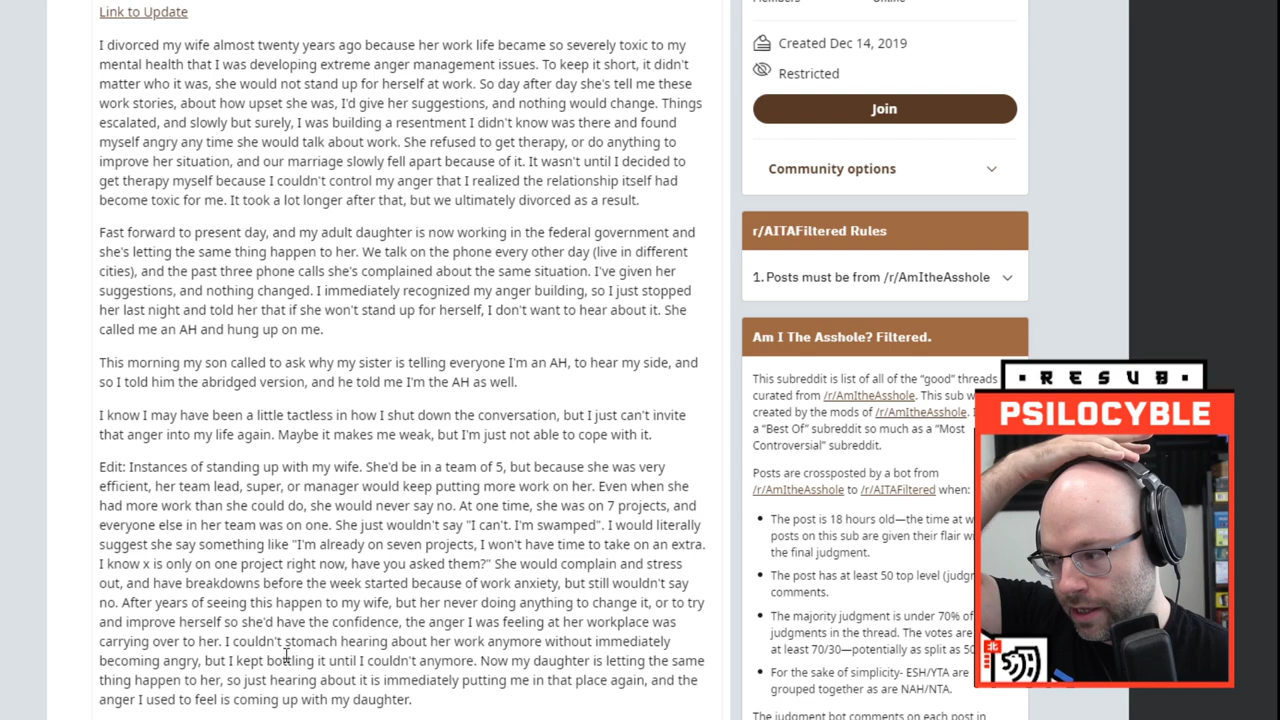 Link to Update
I divorced my wife almost twenty years ago because her work life became so severely toxic to my
mental health that I was developing extreme anger management issues. To keep it short, it didn't
matter who it was, she would not stand up for herself at work. So day after day she's tell me these
work stories, about how upset she was, I'd give her suggestions, and nothing would change. Things
escalated, and slowly but surely, I was building a resentment I didn't know was there and found
myself angry any time she would talk about work. She refused to get therapy, or do anything to
improve her situation, and our marriage slowly fell apart because of it. It wasn't until I decided to
get therapy myself because I couldn't control my anger that I realized the relationship itself had
become toxic for me. It took a lot longer after that, but we ultimately divorced as a result.
Fast forward to present day, and my adult daughter is now working in the federal government and
she's letting the same thing happen to her. We talk on the phone every other day (live in different
cities), and the past three phone calls she's complained about the same situation. I've given her
suggestions, and nothing changed. I immediately recognized my anger building, so I just stopped
her last night and told her that if she won't stand up for herself, I don't want to hear about it. She
called me an AH and hung up on me.
This morning my son called to ask why my sister is telling everyone I'm an AH, to hear my side, and
so I told him the abridged version, and he told me I'm the AH as well.
I know I may have been a little tactless in how I shut down the conversation, but I just can't invite
that anger into my life again. Maybe it makes me weak, but I'm just not able to cope with it.
Edit: Instances of standing up with my wife. She'd be in a team of 5, but because she was very
efficient, her team lead, super, or manager would keep putting more work on her. Even when she
had more work than she could do, she would never say no. At one time, she was on 7 projects, and
everyone else in her team was on one. She just wouldn't say "I can't. I'm swamped". I would literally
suggest she say something like "I'm already on seven projects, I won't have time to take on an extra.
I know x is only on one project right now, have you asked them?" She would complain and stress
out, and have breakdowns before the week started because of work anxiety, but still wouldn't say
no. After years of seeing this happen to my wife, but her never doing anything to change it, or to try
and improve herself so she'd have the confidence, the anger I was feeling at her workplace was
carrying over to her. I couldn't stomach hearing about her work anymore without immediately
becoming angry, but I kept bottling it until I couldn't anymore. Now my daughter is letting the same
thing happen to her, so just hearing about it is immediately putting me in that place again, and the
anger I used to feel is coming up with my daughter.
Members Online
Created Dec 14, 2019
Restricted
Join
Community options
r/AITAFiltered Rules
1. Posts must be from /r/AmItheAsshole
Am I The Asshole? Filtered.
This subreddit is list of all of the “good” threads
curated from /r/AmItheAsshole. This sub w
created by the mods of /r/AmItheAsshole.
a “Best Of” subreddit so much as a “Most
Controversial” subreddit.
Posts are crossposted by a bot from
/r/AmItheAsshole to /r/AITAFiltered when:
The post is 18 hours old—the time at w
posts on this sub are given their flair
the final judgment.
The post has at least 50 top level (judg
comments.
The majority judgment is under 70% of
judgments in the thread. The votes are
at least 70/30—potentially as split as 50
For the sake of simplicity- ESH/YTA are
grouped together as are NAH/NTA.
The judgment bot comments on each post in
RESUB
PSILOCYBLE